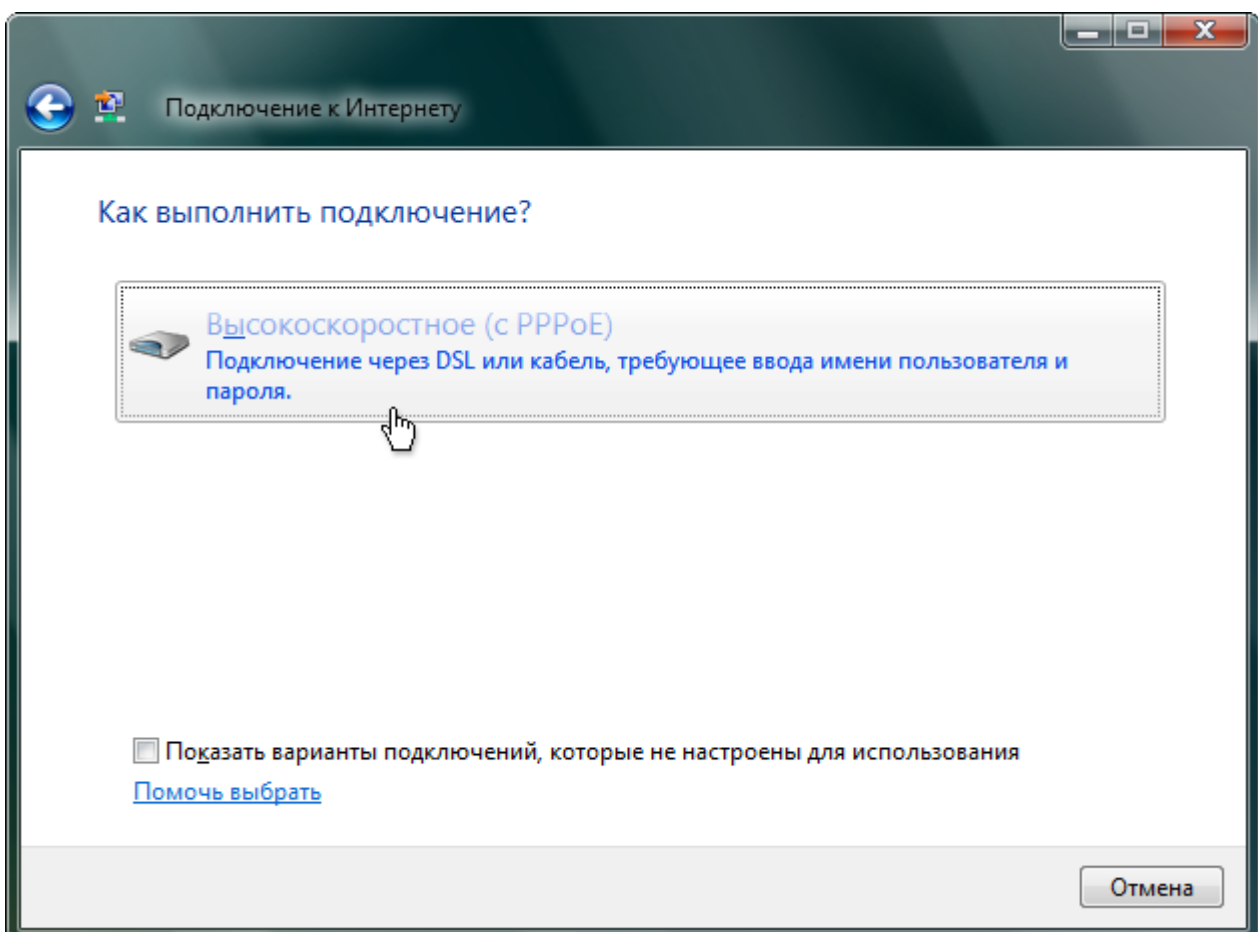 Подключение к Интернету
Как выполнить подключение?
Высокоскоростное (с PPPoE)
Подключение через DSL или кабель, требующее ввода имени пользователя и
пароля.
Показать варианты подключений, которые не настроены для использования
Помочь выбрать
Отмена